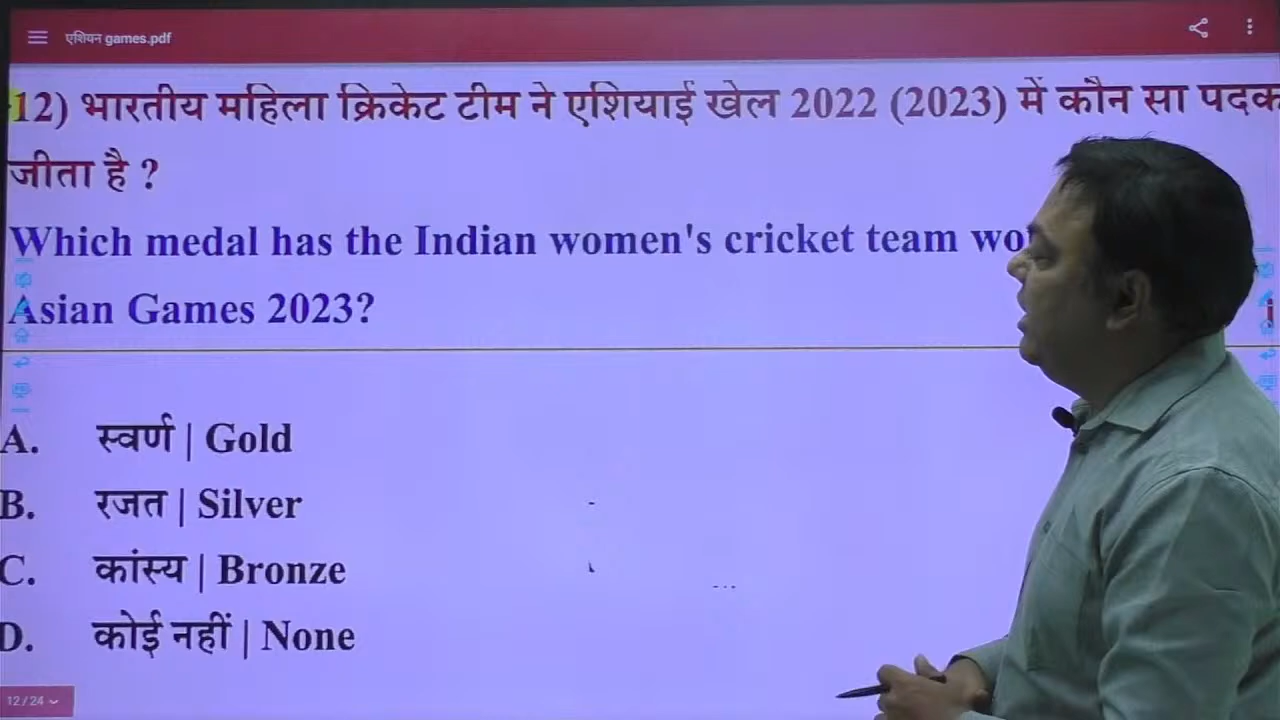 एशियन games.pdf
12) भारतीय महिला क्रिकेट टीम ने एशियाई खेल 2022 (2023) में कौन सा पदक
जीता है ?
Which medal has the Indian women's cricket team
Asian Games 2023?
A. स्वर्ण | Gold
B. रजत | Silver
C. कांस्य | Bronze
D. कोई नहीं | None
12 / 24